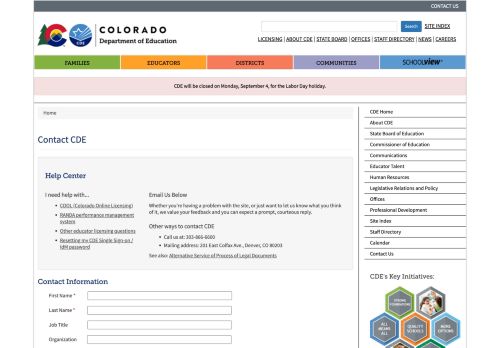 CONTACT US
COLORADO
Department of Education
CDE
Search
SITE INDEX
LICENSING | ABOUT CDE | STATE BOARD | OFFICES | STAFF DIRECTORY | NEWS | CAREERS
FAMILIES
EDUCATORS
DISTRICTS
COMMUNITIES
SCHOOLVIEW
CDE will be closed on Monday, September 4, for the Labor Day holiday.
Home
Contact CDE
Help Center
I need help with...
• COOL (Colorado Online Licensing)
• RANDA performance management
system
• Other educator licensing questions
• Resetting my CDE Single Sign-on /
IdM password
Email Us Below
Whether you're having a problem with the site, or just want to let us know what you think
of it, we value your feedback and you can expect a prompt, courteous reply.
Other ways to contact CDE
• Call us at: 303-866-6600
• Mailing address: 201 East Colfax Ave., Denver, CO 80203
See also: Alternative Service of Process of Legal Documents
Contact Information
First Name *
Last Name *
Job Title
Organization
CDE Home
About CDE
State Board of Education
Commissioner of Education
Communications
Educator Talent
Human Resources
Legislative Relations and Policy
Offices
Professional Development
Site Index
Staff Directory
Calendar
Contact Us
CDE's Key Initiatives:
STRONG
FOUNDATIONS
ALL
MEANS
ALL
QUALITY
SCHOOLS
MORE
OPTIONS